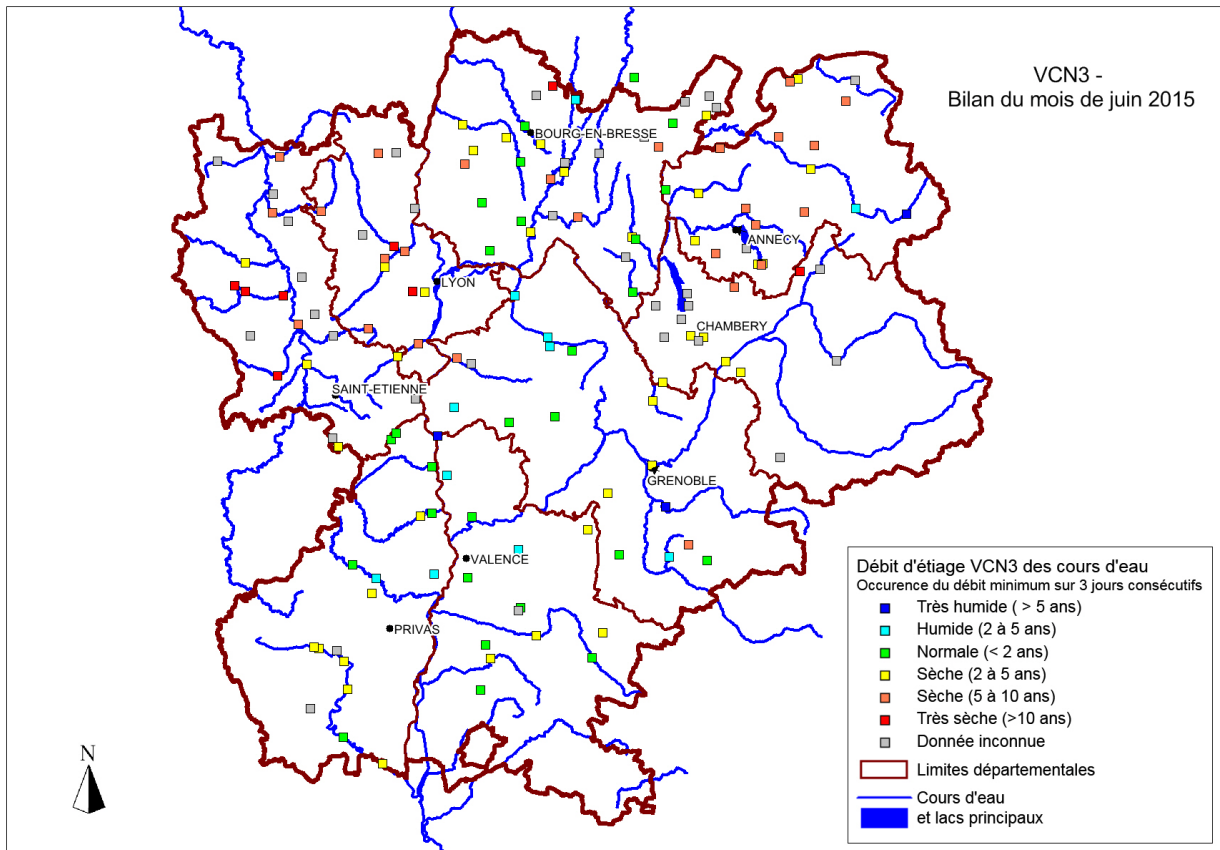 VCN3 -
Bilan du mois de juin 2015
BOURG-EN-BRESSE
ANNECY
LYON
CHAMBERY
SAINT-ETIENNE
GRENOBLE
VALENCE
PRIVAS
N
Débit d'étiage VCN3 des cours d'eau
Occurence du débit minimum sur 3 jours consécutifs
Très humide ( > 5 ans)
Humide (2 à 5 ans)
Normale (< 2 ans)
Sèche (2 à 5 ans)
Sèche (5 à 10 ans)
Très sèche (>10 ans)
Donnée inconnue
Limites départementales
Cours d'eau
et lacs principaux